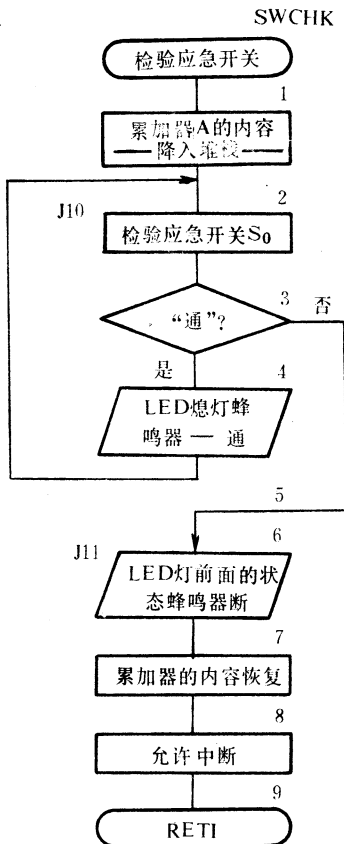 SWCHK
检验应急开关
1
累加器A的内容
降入堆栈
J10
2
检验应急开关S0
3
否
“通”?
是
4
LED熄灯蜂
鸣器 — 通
5
6
J11
LED灯前面的状
态蜂鸣器断
7
累加器的内容恢复
8
允许中断
9
RETI